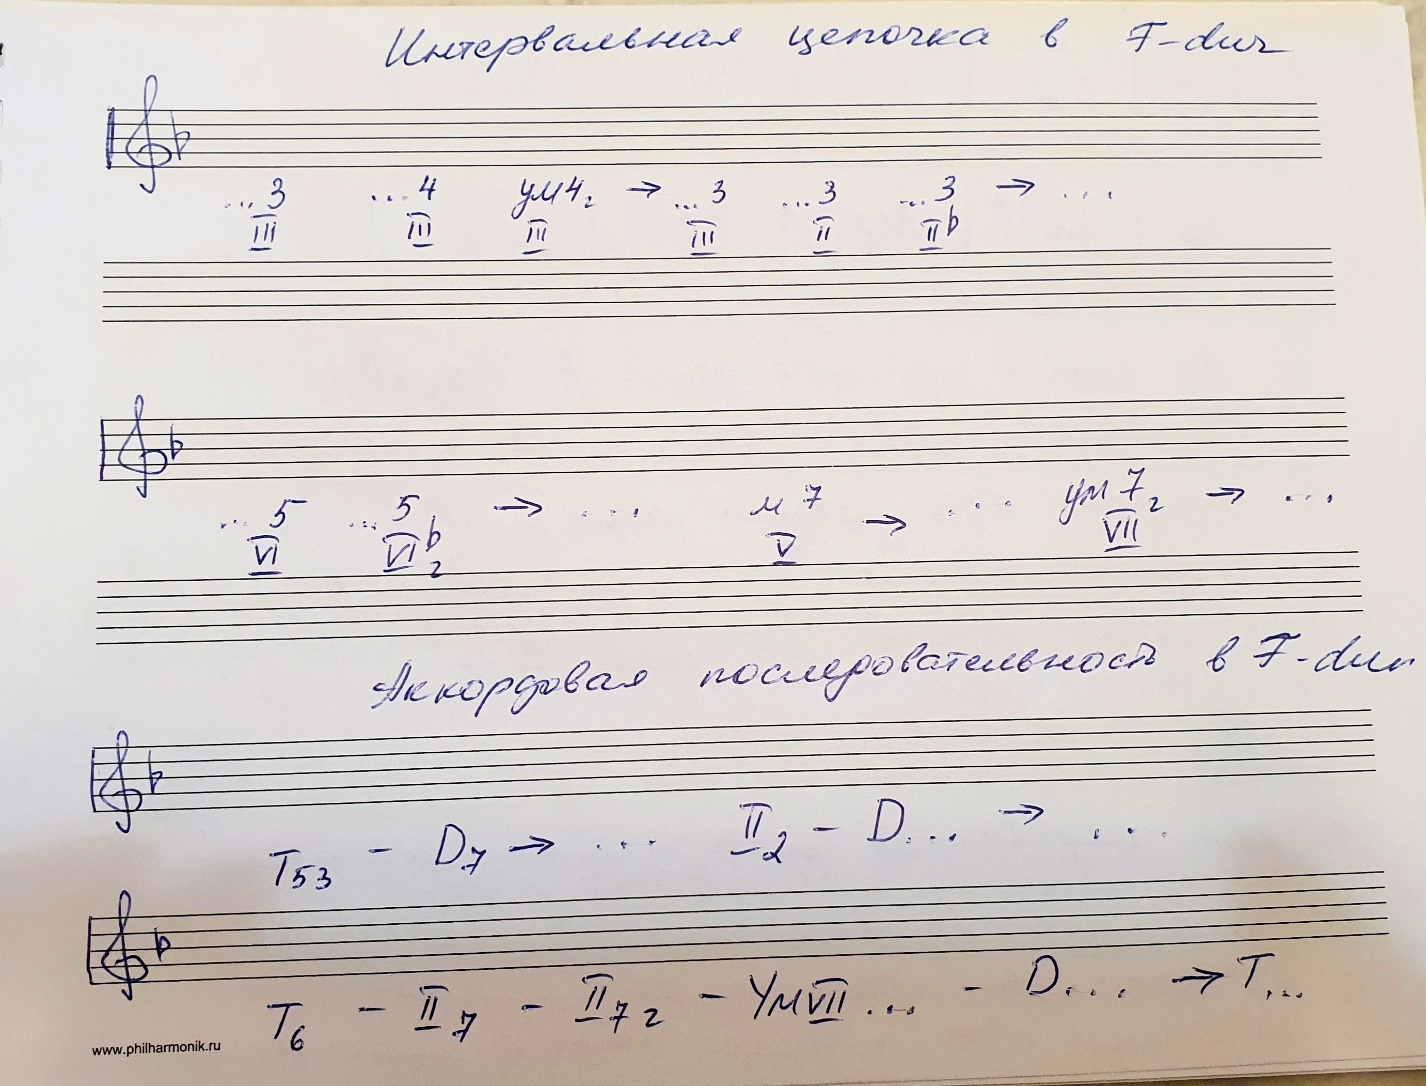 Интервальная цепочка в F-dur
...3 ...4 ум4г → ...3 ...3 ...3 → ...
III III III III II IIb
...5 ...5 → ... м7 → ... ум7г → ...
VI VIbг V VII
Аккордовая последовательность в F-dur
T53 - D7 → ... II2 - D... → ...
T6 - II7 - II7г - УмVII... - D... → T...
www.philharmonik.ru